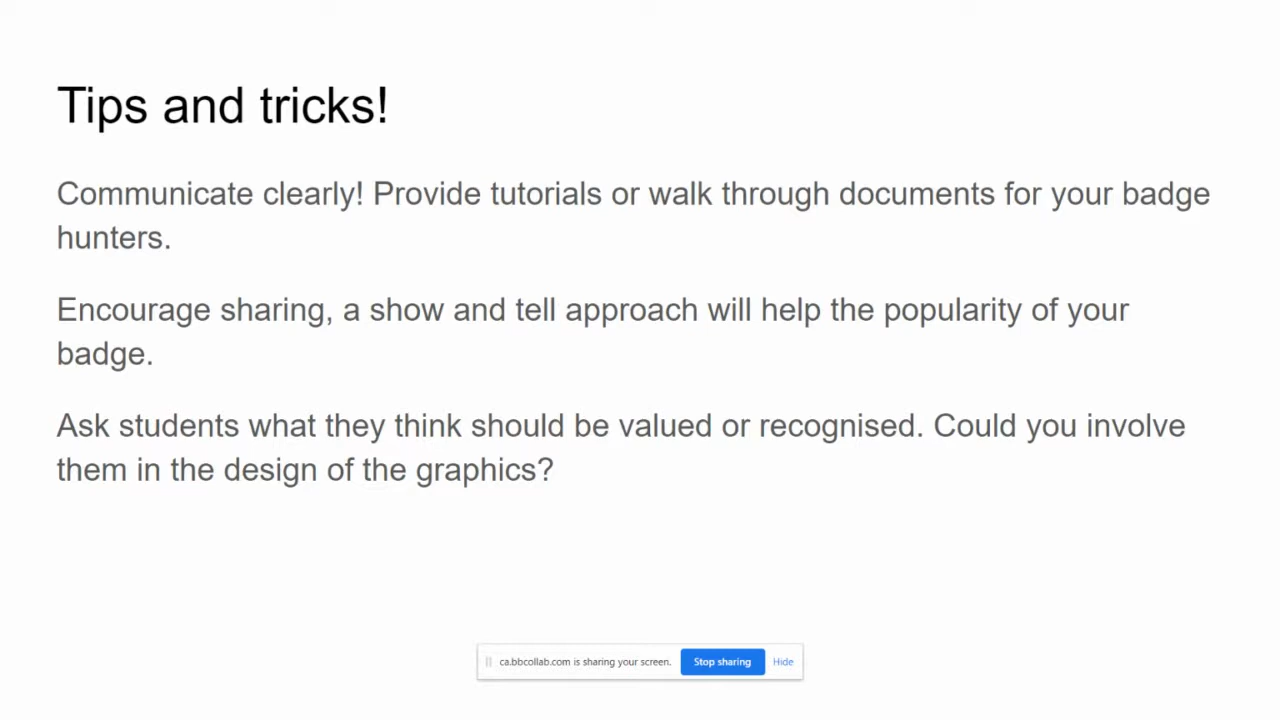 Tips and tricks!
Communicate clearly! Provide tutorials or walk through documents for your badge
hunters.
Encourage sharing, a show and tell approach will help the popularity of your
badge.
Ask students what they think should be valued or recognised. Could you involve
them in the design of the graphics?
ca.bbcollab.com is sharing your screen. Stop sharing Hide